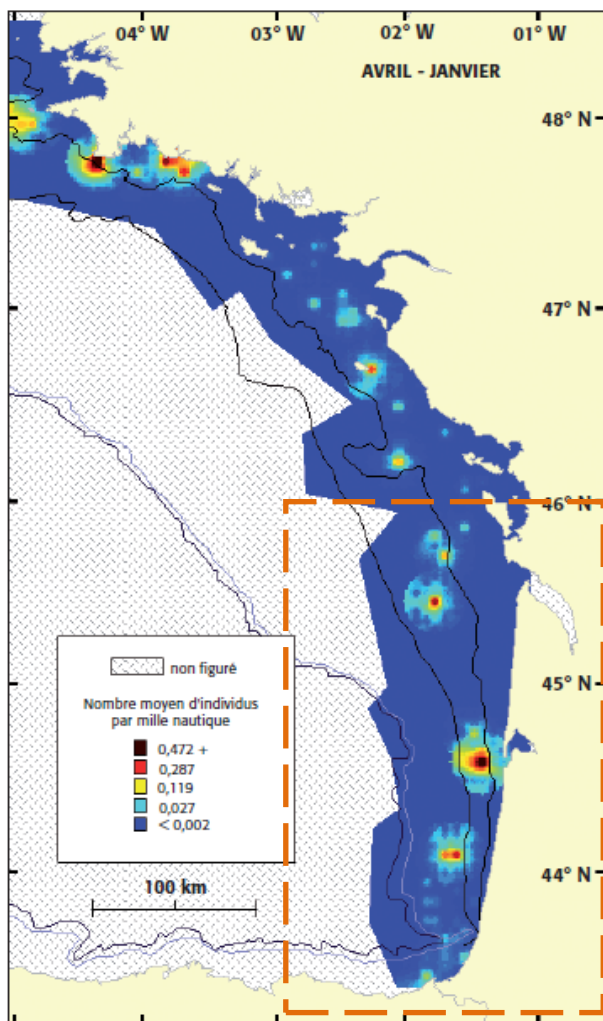 04° W 03° W 02° W 01° W
AVRIL - JANVIER
48° N
47° N
46° N
45° N
44° N
non figuré
Nombre moyen d'individus
par mille nautique
0,472 +
0,287
0,119
0,027
< 0,002
100 km